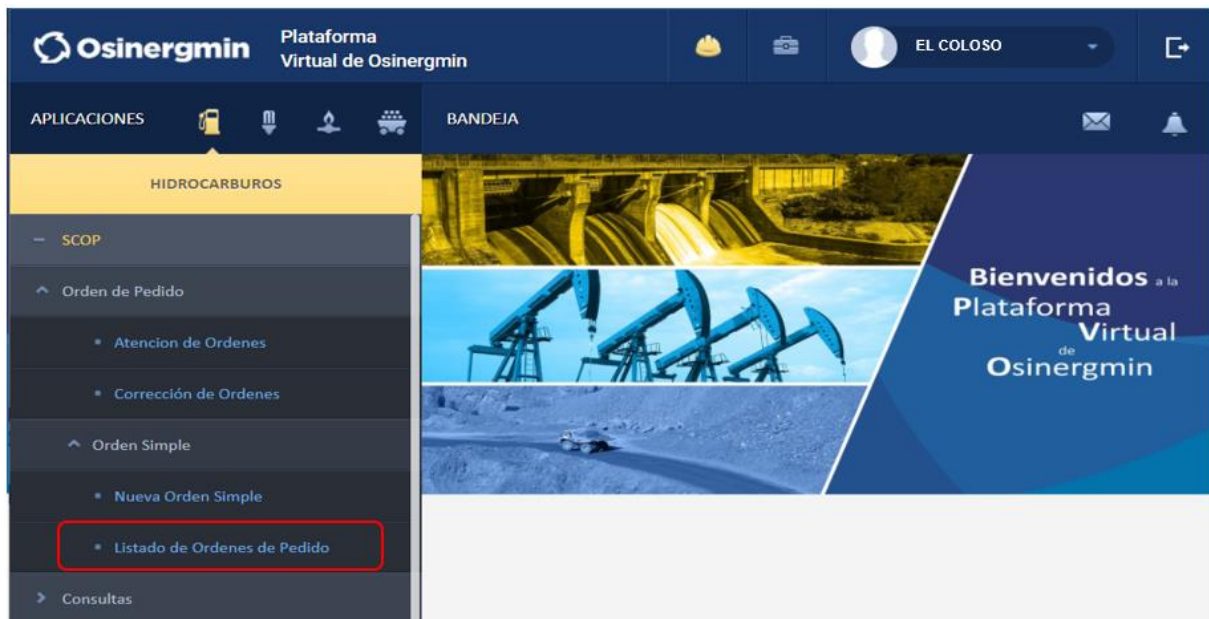 Osinergmin
Plataforma
Virtual de Osinergmin
EL COLOSO
APLICACIONES
BANDEJA
HIDROCARBUROS
SCOP
Orden de Pedido
Atencion de Ordenes
Corrección de Ordenes
Orden Simple
Nueva Orden Simple
Listado de Ordenes de Pedido
Consultas
Bienvenidos a la
Plataforma
Virtual
de
Osinergmin